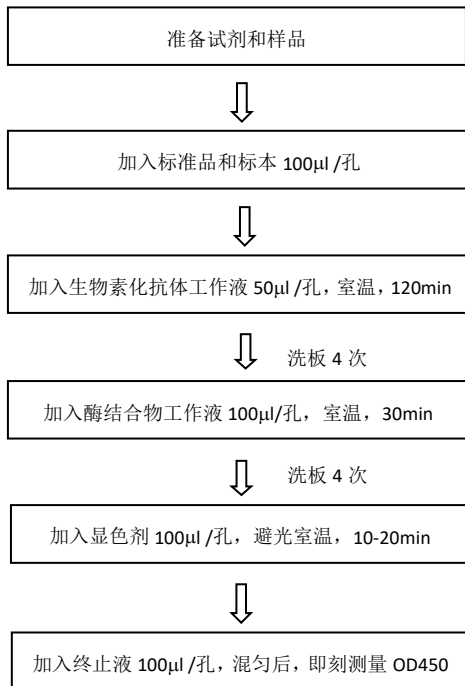 准备试剂和样品
加入标准品和标本 100μl /孔
加入生物素化抗体工作液 50μl /孔，室温，120min
洗板 4 次
加入酶结合物工作液 100μl/孔，室温，30min
洗板 4 次
加入显色剂 100μl /孔，避光室温，10-20min
加入终止液 100μl /孔，混匀后，即刻测量 OD450